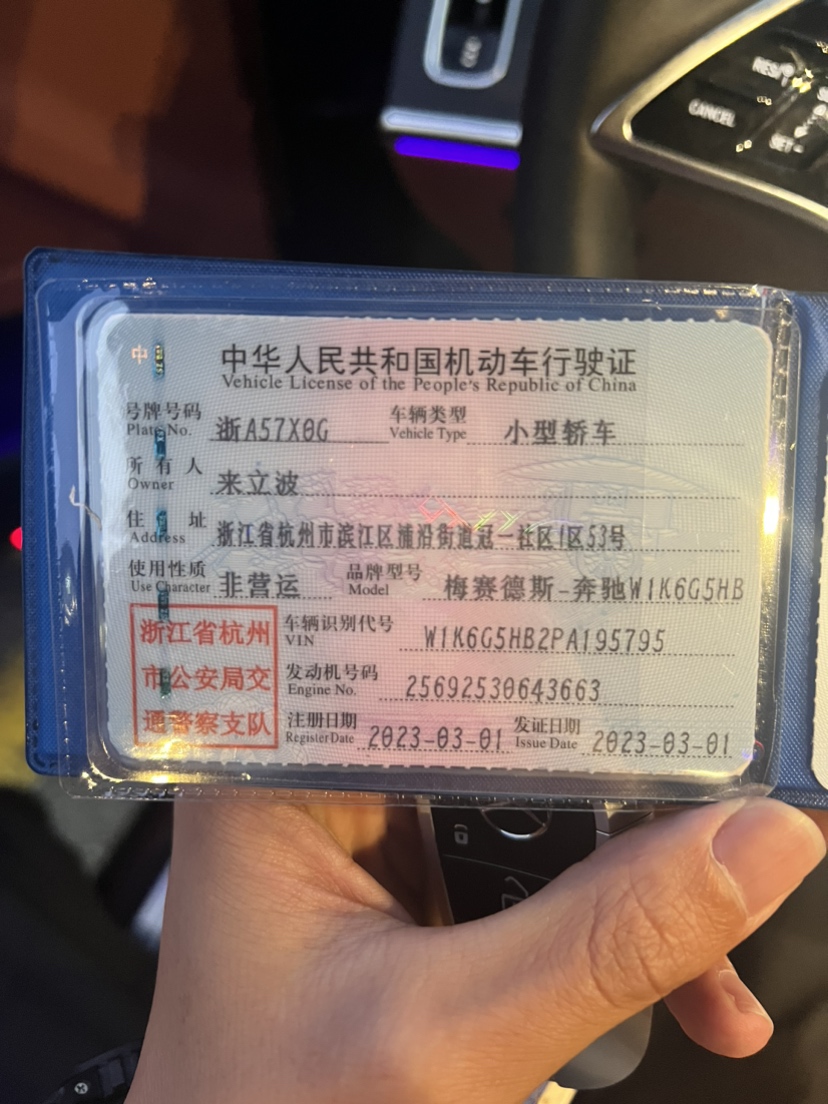 RES
CANCEL
SET-
中华人民共和国机动车行驶证
Vehicle License of the People's Republic of China
号牌号码 浙A57X0G 车辆类型 小型轿车
Plate No. Vehicle Type
所有人 来立波
Owner
住址 浙江省杭州市滨江区浦沿街道冠一社区1区53号
Address
使用性质 非营运 品牌型号 梅赛德斯-奔驰W1K6G5HB
Use Character Model
浙江省杭州
市公安局交
通警察支队
车辆识别代号 W1K6G5HB2PA195795
VIN
发动机号码 25692530643663
Engine No.
注册日期 2023-03-01 发证日期 2023-03-01
Register Date Issue Date